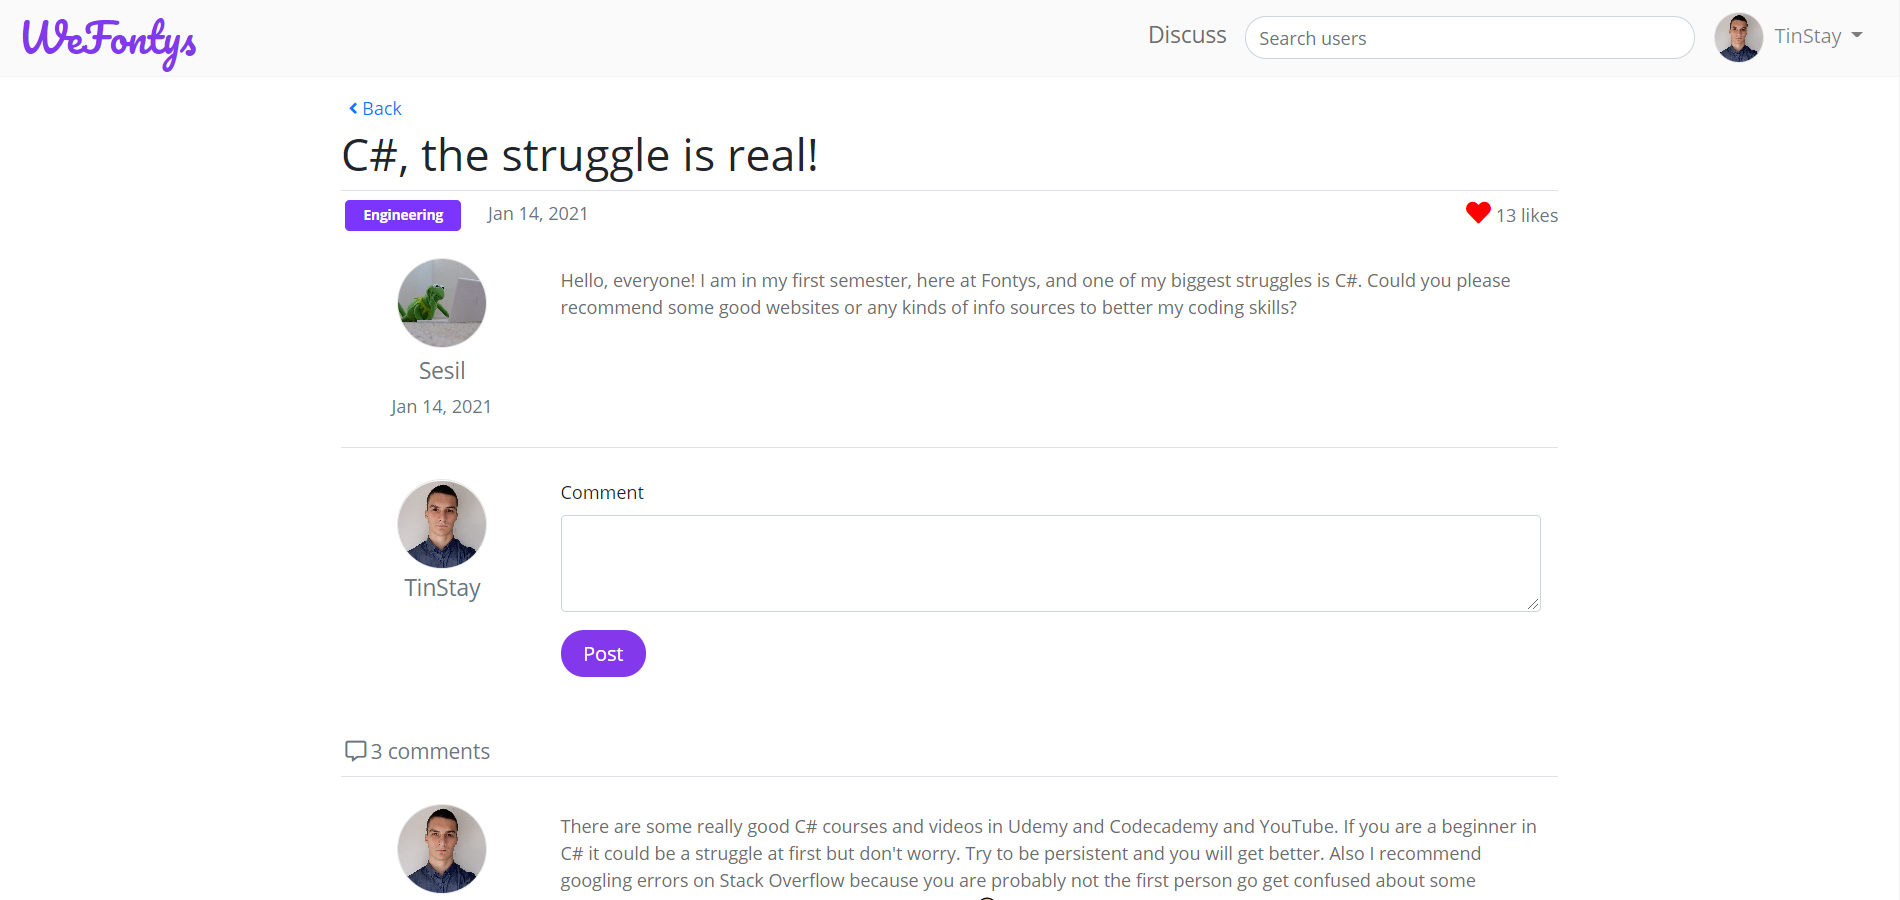 WeFontys
Discuss
Search users
TinStay
Back
C#, the struggle is real!
Engineering
Jan 14, 2021
13 likes
Hello, everyone! I am in my first semester, here at Fontys, and one of my biggest struggles is C#. Could you please
recommend some good websites or any kinds of info sources to better my coding skills?
Sesil
Jan 14, 2021
Comment
TinStay
Post
3 comments
There are some really good C# courses and videos in Udemy and Codecademy and YouTube. If you are a beginner in
C# it could be a struggle at first but don't worry. Try to be persistent and you will get better. Also I recommend
googling errors on Stack Overflow because you are probably not the first person go get confused about some